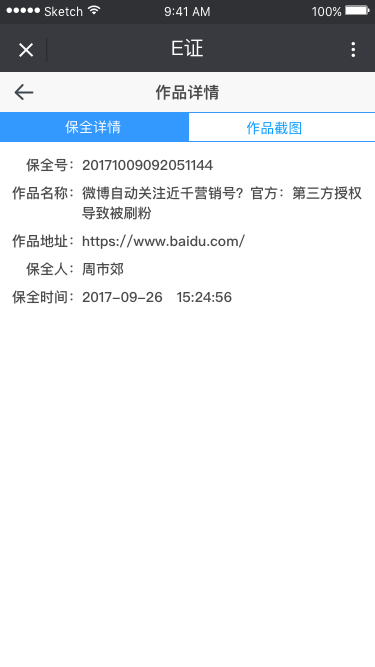 Sketch 9:41 AM 100%
E证
作品详情
保全详情 作品截图
保全号：20171009092051144
作品名称：微博自动关注近千营销号？官方：第三方授权
导致被刷粉
作品地址：https://www.baidu.com/
保全人：周市郊
保全时间：2017-09-26 15:24:56